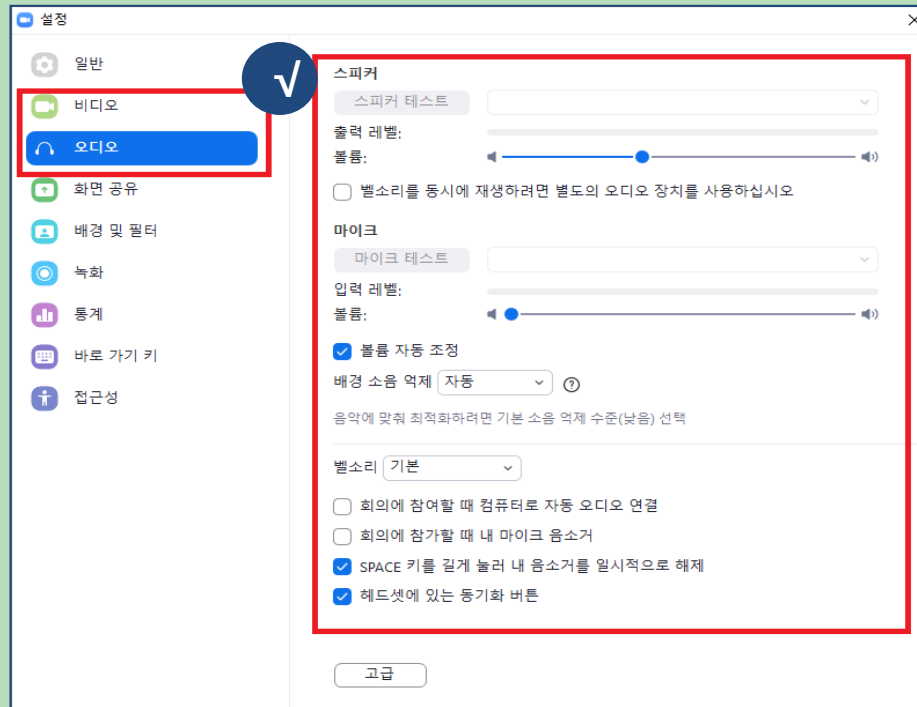 설정
일반
비디오
오디오
화면 공유
배경 및 필터
녹화
통계
바로 가기 키
접근성
√
스피커
스피커 테스트
출력 레벨:
볼륨:
벨소리를 동시에 재생하려면 별도의 오디오 장치를 사용하십시오
마이크
마이크 테스트
입력 레벨:
볼륨:
볼륨 자동 조정
배경 소음 억제 자동
음악에 맞춰 최적화하려면 기본 소음 억제 수준(낮음) 선택
벨소리 기본
회의에 참여할 때 컴퓨터로 자동 오디오 연결
회의에 참가할 때 내 마이크 음소거
SPACE 키를 길게 눌러 내 음소거를 일시적으로 해제
헤드셋에 있는 동기화 버튼
고급